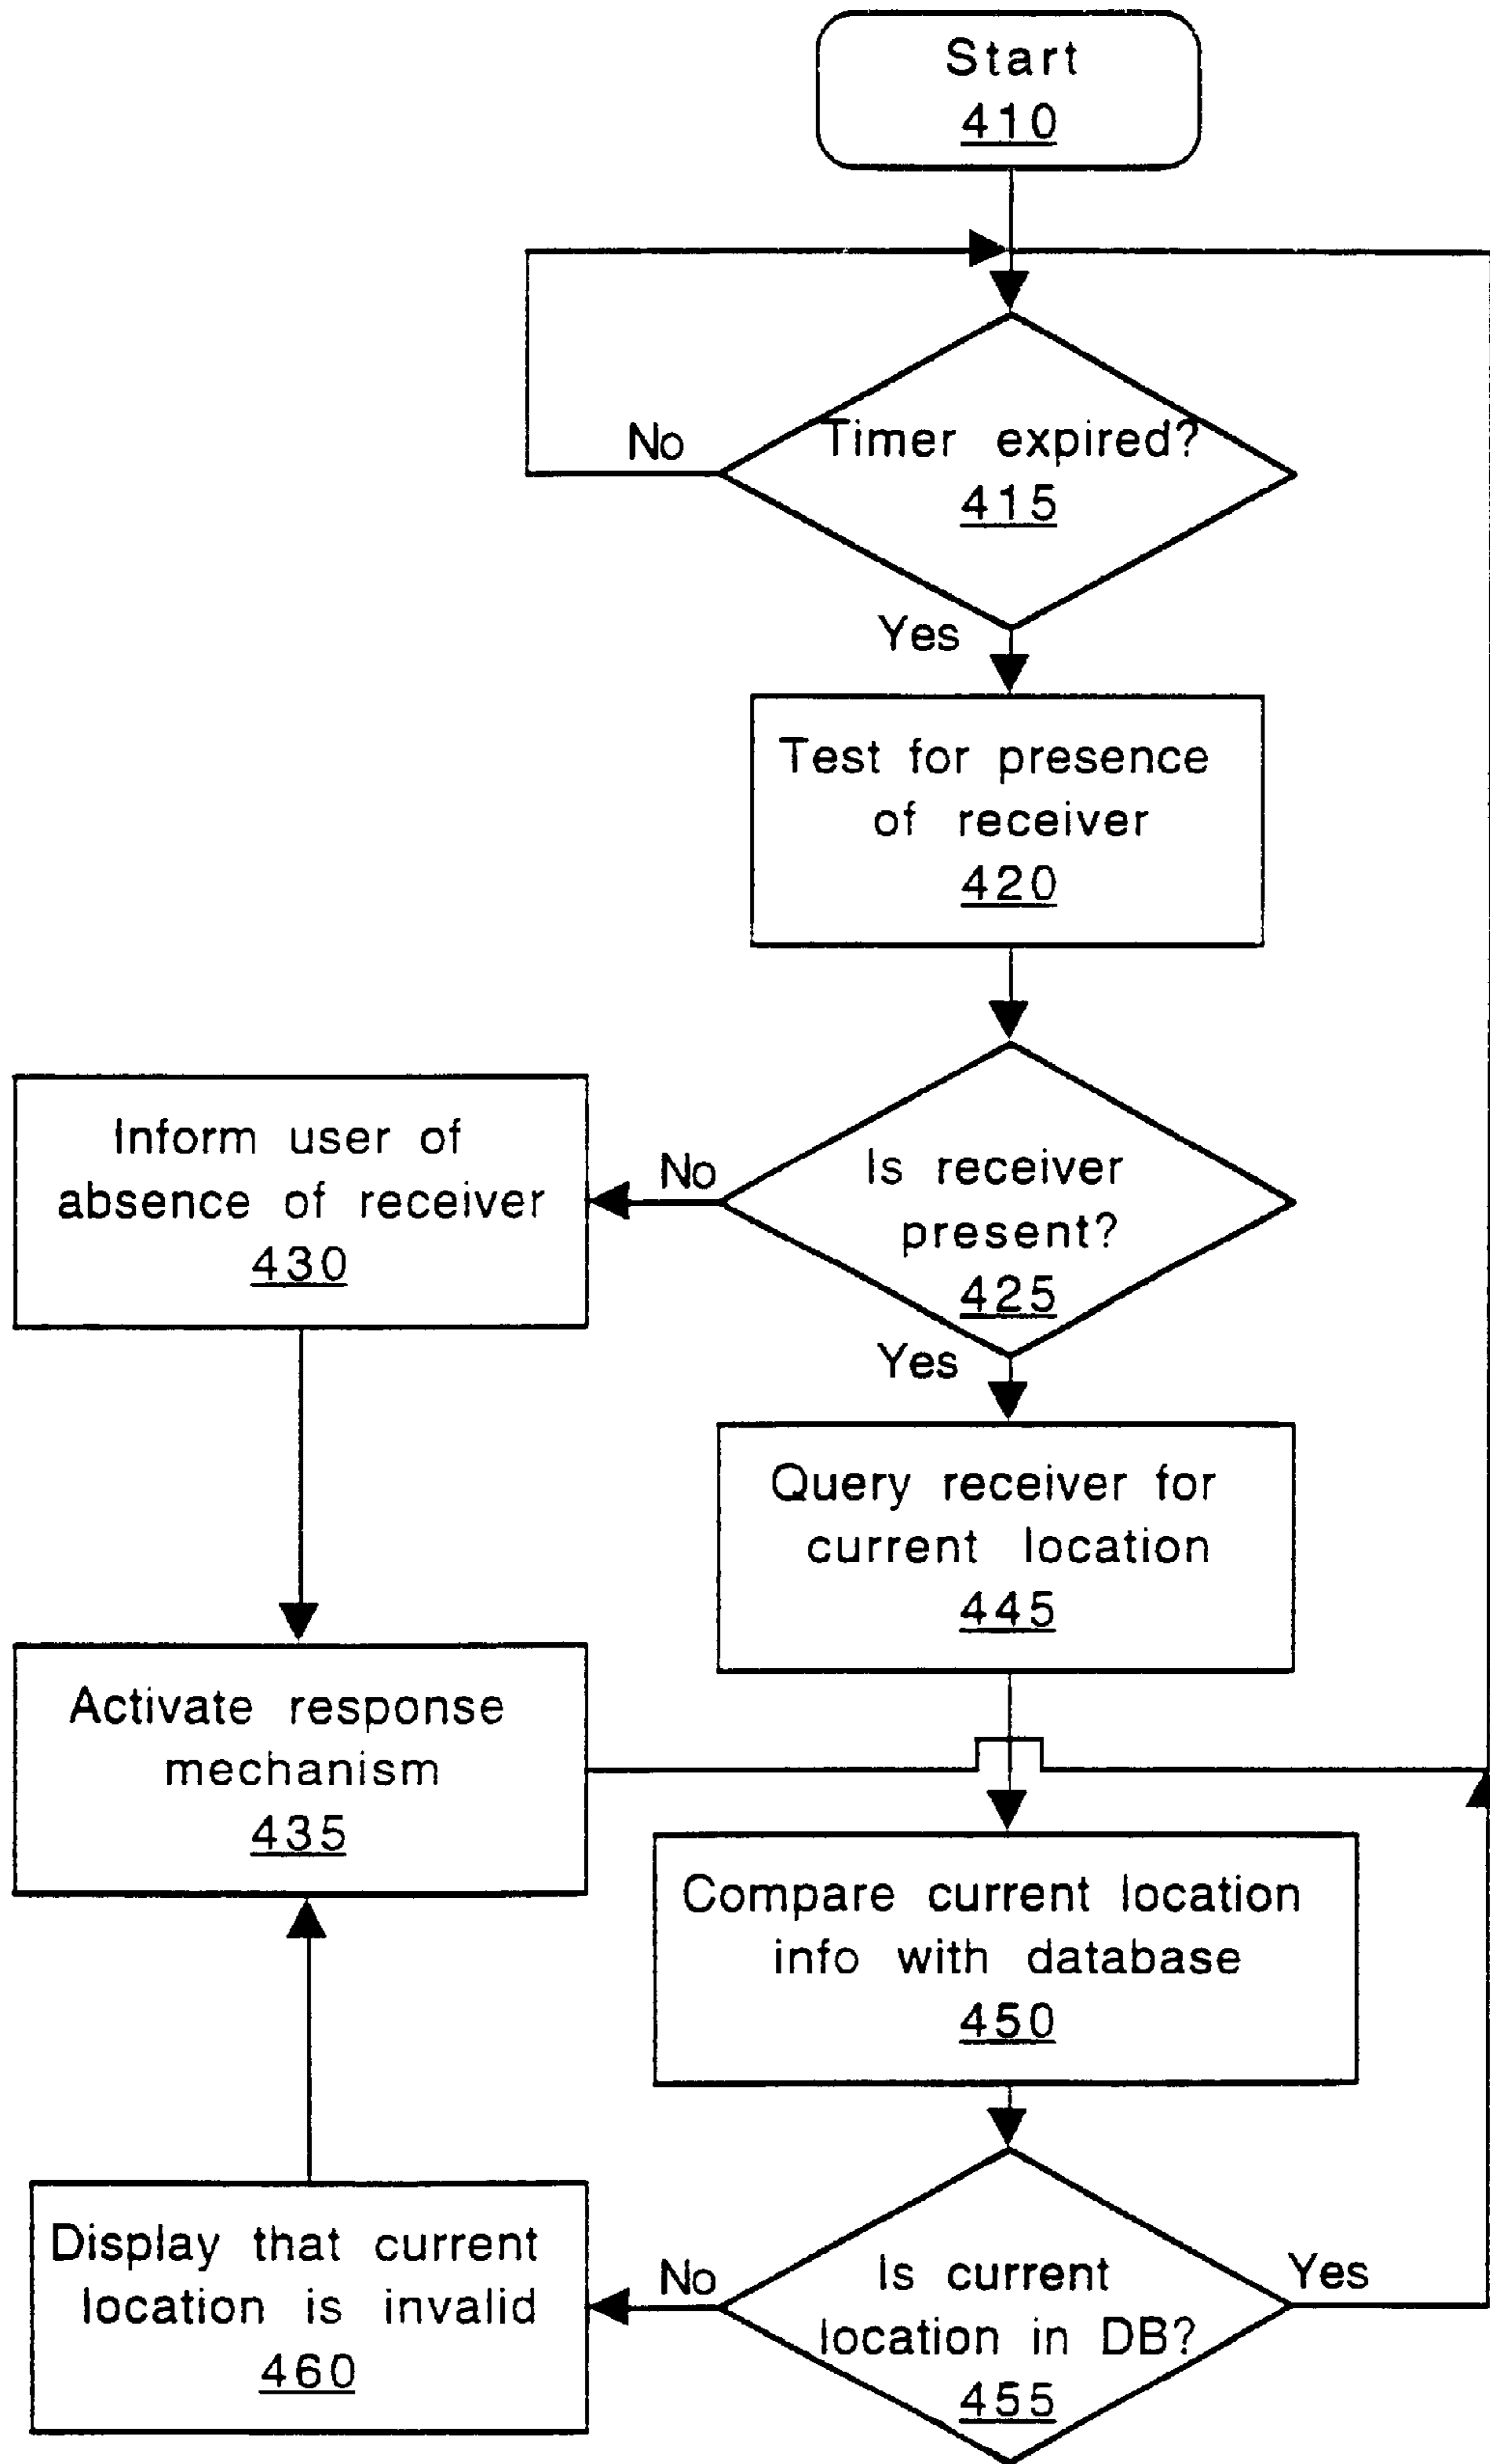 Start
410
No
Timer expired?
415
Yes
Test for presence
of receiver
420
Inform user of
absence of receiver
430
No
Is receiver
present?
425
Yes
Query receiver for
current location
445
Activate response
mechanism
435
Compare current location
info with database
450
Display that current
location is invalid
460
No
Is current
location in DB?
455
Yes